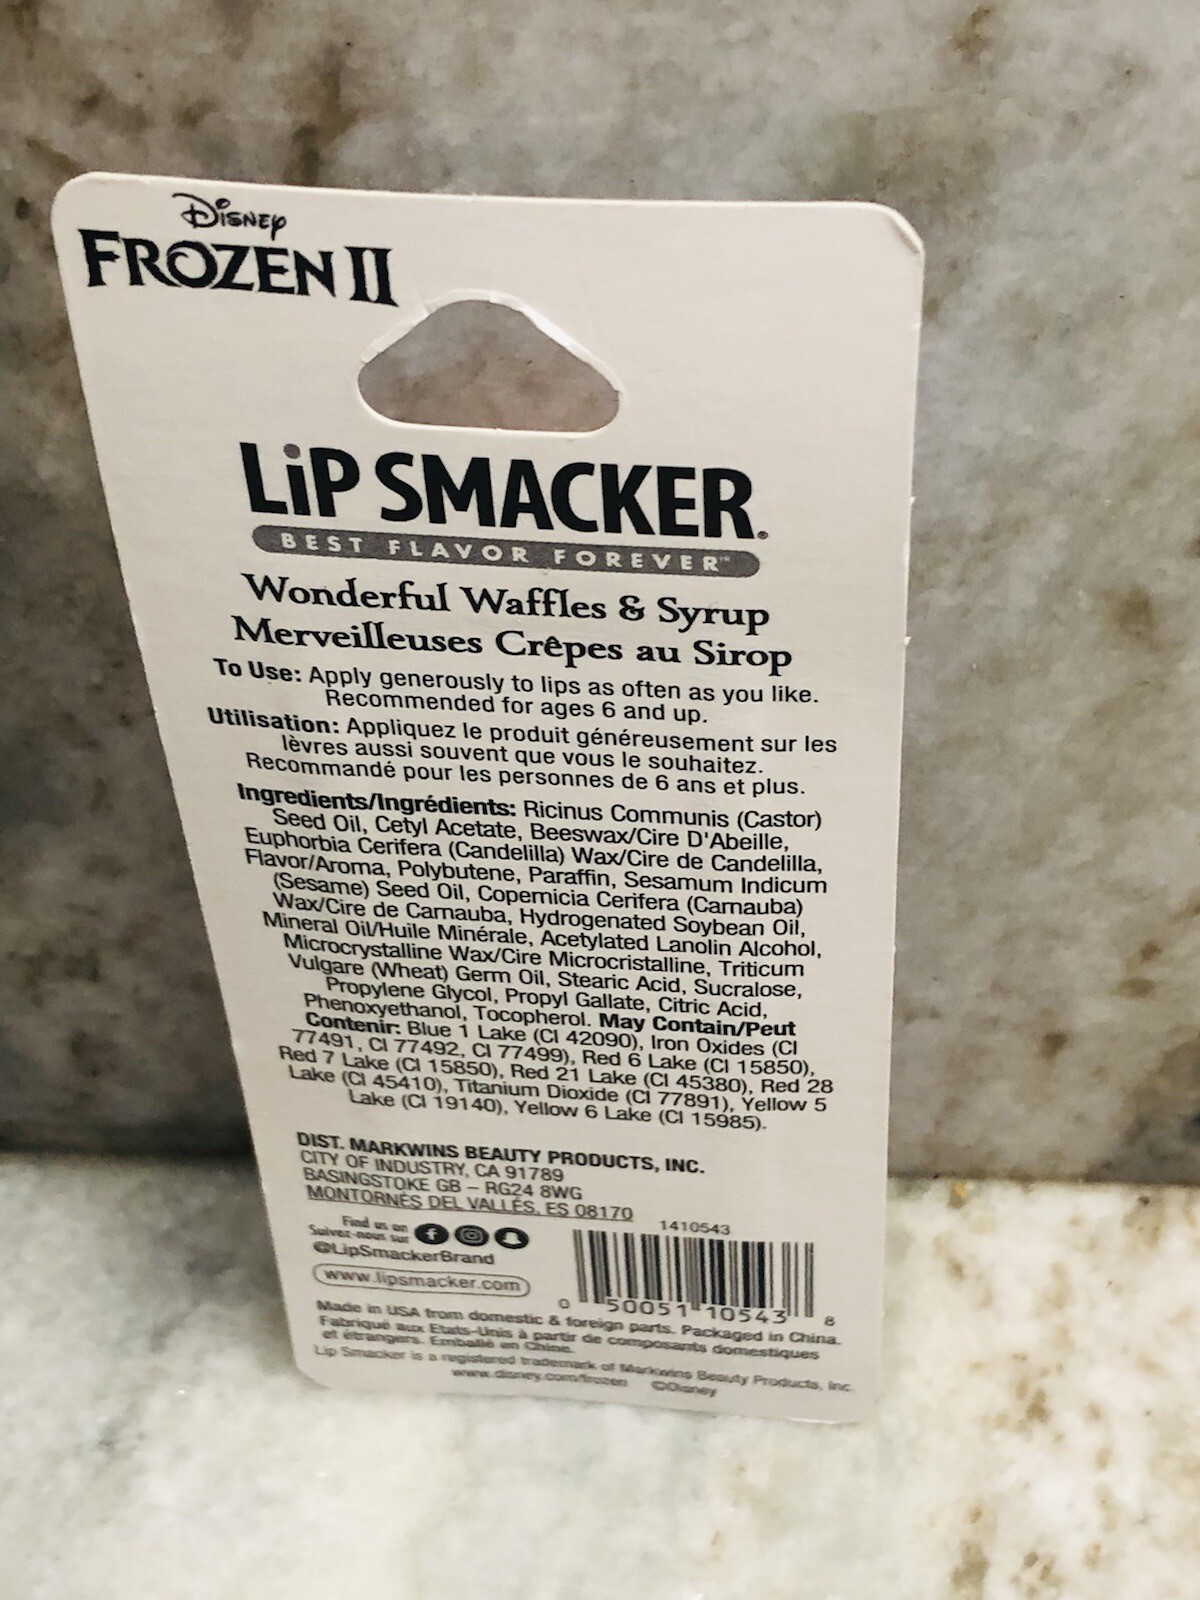 Disney
FROZEN II
LiP SMACKER®
BEST FLAVOR FOREVER™
Wonderful Waffles & Syrup
Merveilleuses Crêpes au Sirop
To Use: Apply generously to lips as often as you like.
Recommended for ages 6 and up.
Utilisation: Appliquez le produit généreusement sur les
lèvres aussi souvent que vous le souhaitez.
Recommandé pour les personnes de 6 ans et plus.
Ingredients/Ingrédients: Ricinus Communis (Castor)
Seed Oil, Cetyl Acetate, Beeswax/Cire D'Abeille,
Euphorbia Cerifera (Candelilla) Wax/Cire de Candelilla,
Flavor/Aroma, Polybutene, Paraffin, Sesamum Indicum
(Sesame) Seed Oil, Copernicia Cerifera (Carnauba)
Wax/Cire de Carnauba, Hydrogenated Soybean Oil,
Mineral Oil/Huile Minérale, Acetylated Lanolin Alcohol,
Microcrystalline Wax/Cire Microcristalline, Triticum
Vulgare (Wheat) Germ Oil, Stearic Acid, Sucralose,
Propylene Glycol, Propyl Gallate, Citric Acid,
Phenoxyethanol, Tocopherol. May Contain/Peut
Contenir: Blue 1 Lake (CI 42090), Iron Oxides (CI
77491, CI 77492, CI 77499), Red 6 Lake (CI 15850),
Red 7 Lake (CI 15850), Red 21 Lake (CI 45380), Red 28
Lake (CI 45410), Titanium Dioxide (CI 77891), Yellow 5
Lake (CI 19140), Yellow 6 Lake (CI 15985).
DIST. MARKWINS BEAUTY PRODUCTS, INC.
CITY OF INDUSTRY, CA 91789
BASINGSTOKE GB – RG24 8WG
MONTORNÉS DEL VALLÉS, ES 08170
1410543
Find us on
Suivez-nous sur
@LipSmackerBrand
www.lipsmacker.com
0 50051 10543 8
Made in USA from domestic & foreign parts. Packaged in China.
Fabriqué aux Etats-Unis à partir de composants domestiques
et étrangers. Emballé en Chine.
Lip Smacker is a registered trademark of Markwins Beauty Products, Inc.
www.disney.com/frozen ©Disney